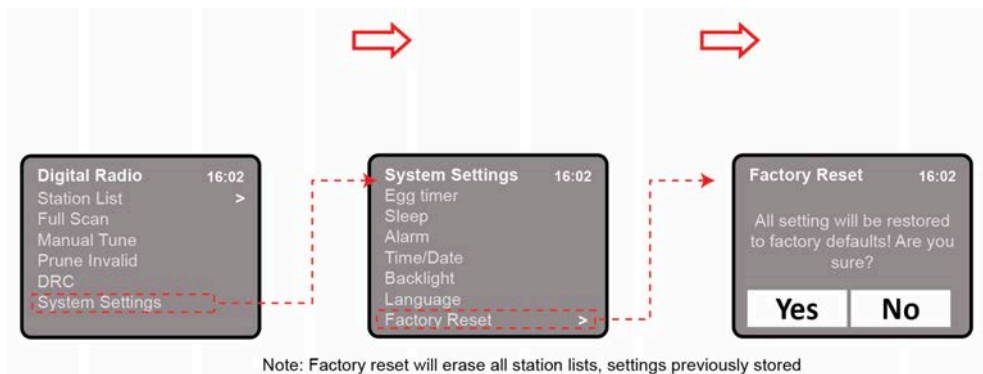 Digital Radio 16:02
Station List >
Full Scan
Manual Tune
Prune Invalid
DRC
System Settings
System Settings 16:02
Egg timer
Sleep
Alarm
Time/Date
Backlight
Language
Factory Reset >
Factory Reset 16:02
All setting will be restored
to factory defaults! Are you
sure?
Yes No
Note: Factory reset will erase all station lists, settings previously stored